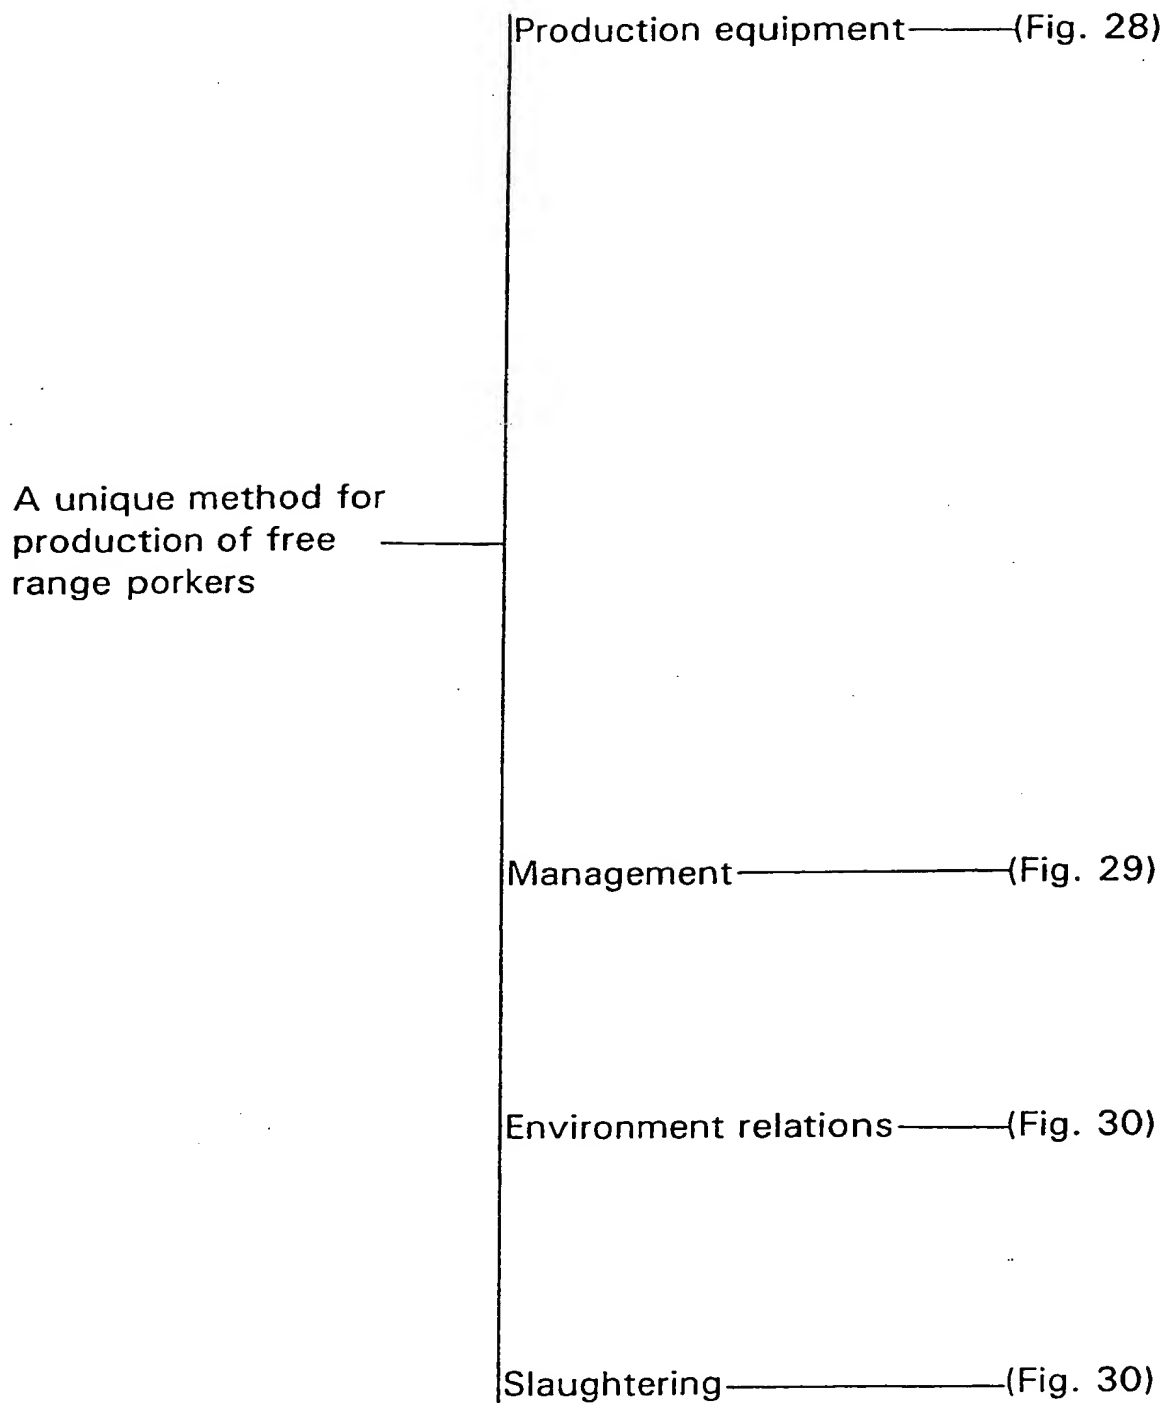 Production equipment (Fig. 28)
A unique method for
production of free
range porkers
Management (Fig. 29)
Environment relations (Fig. 30)
Slaughtering (Fig. 30)